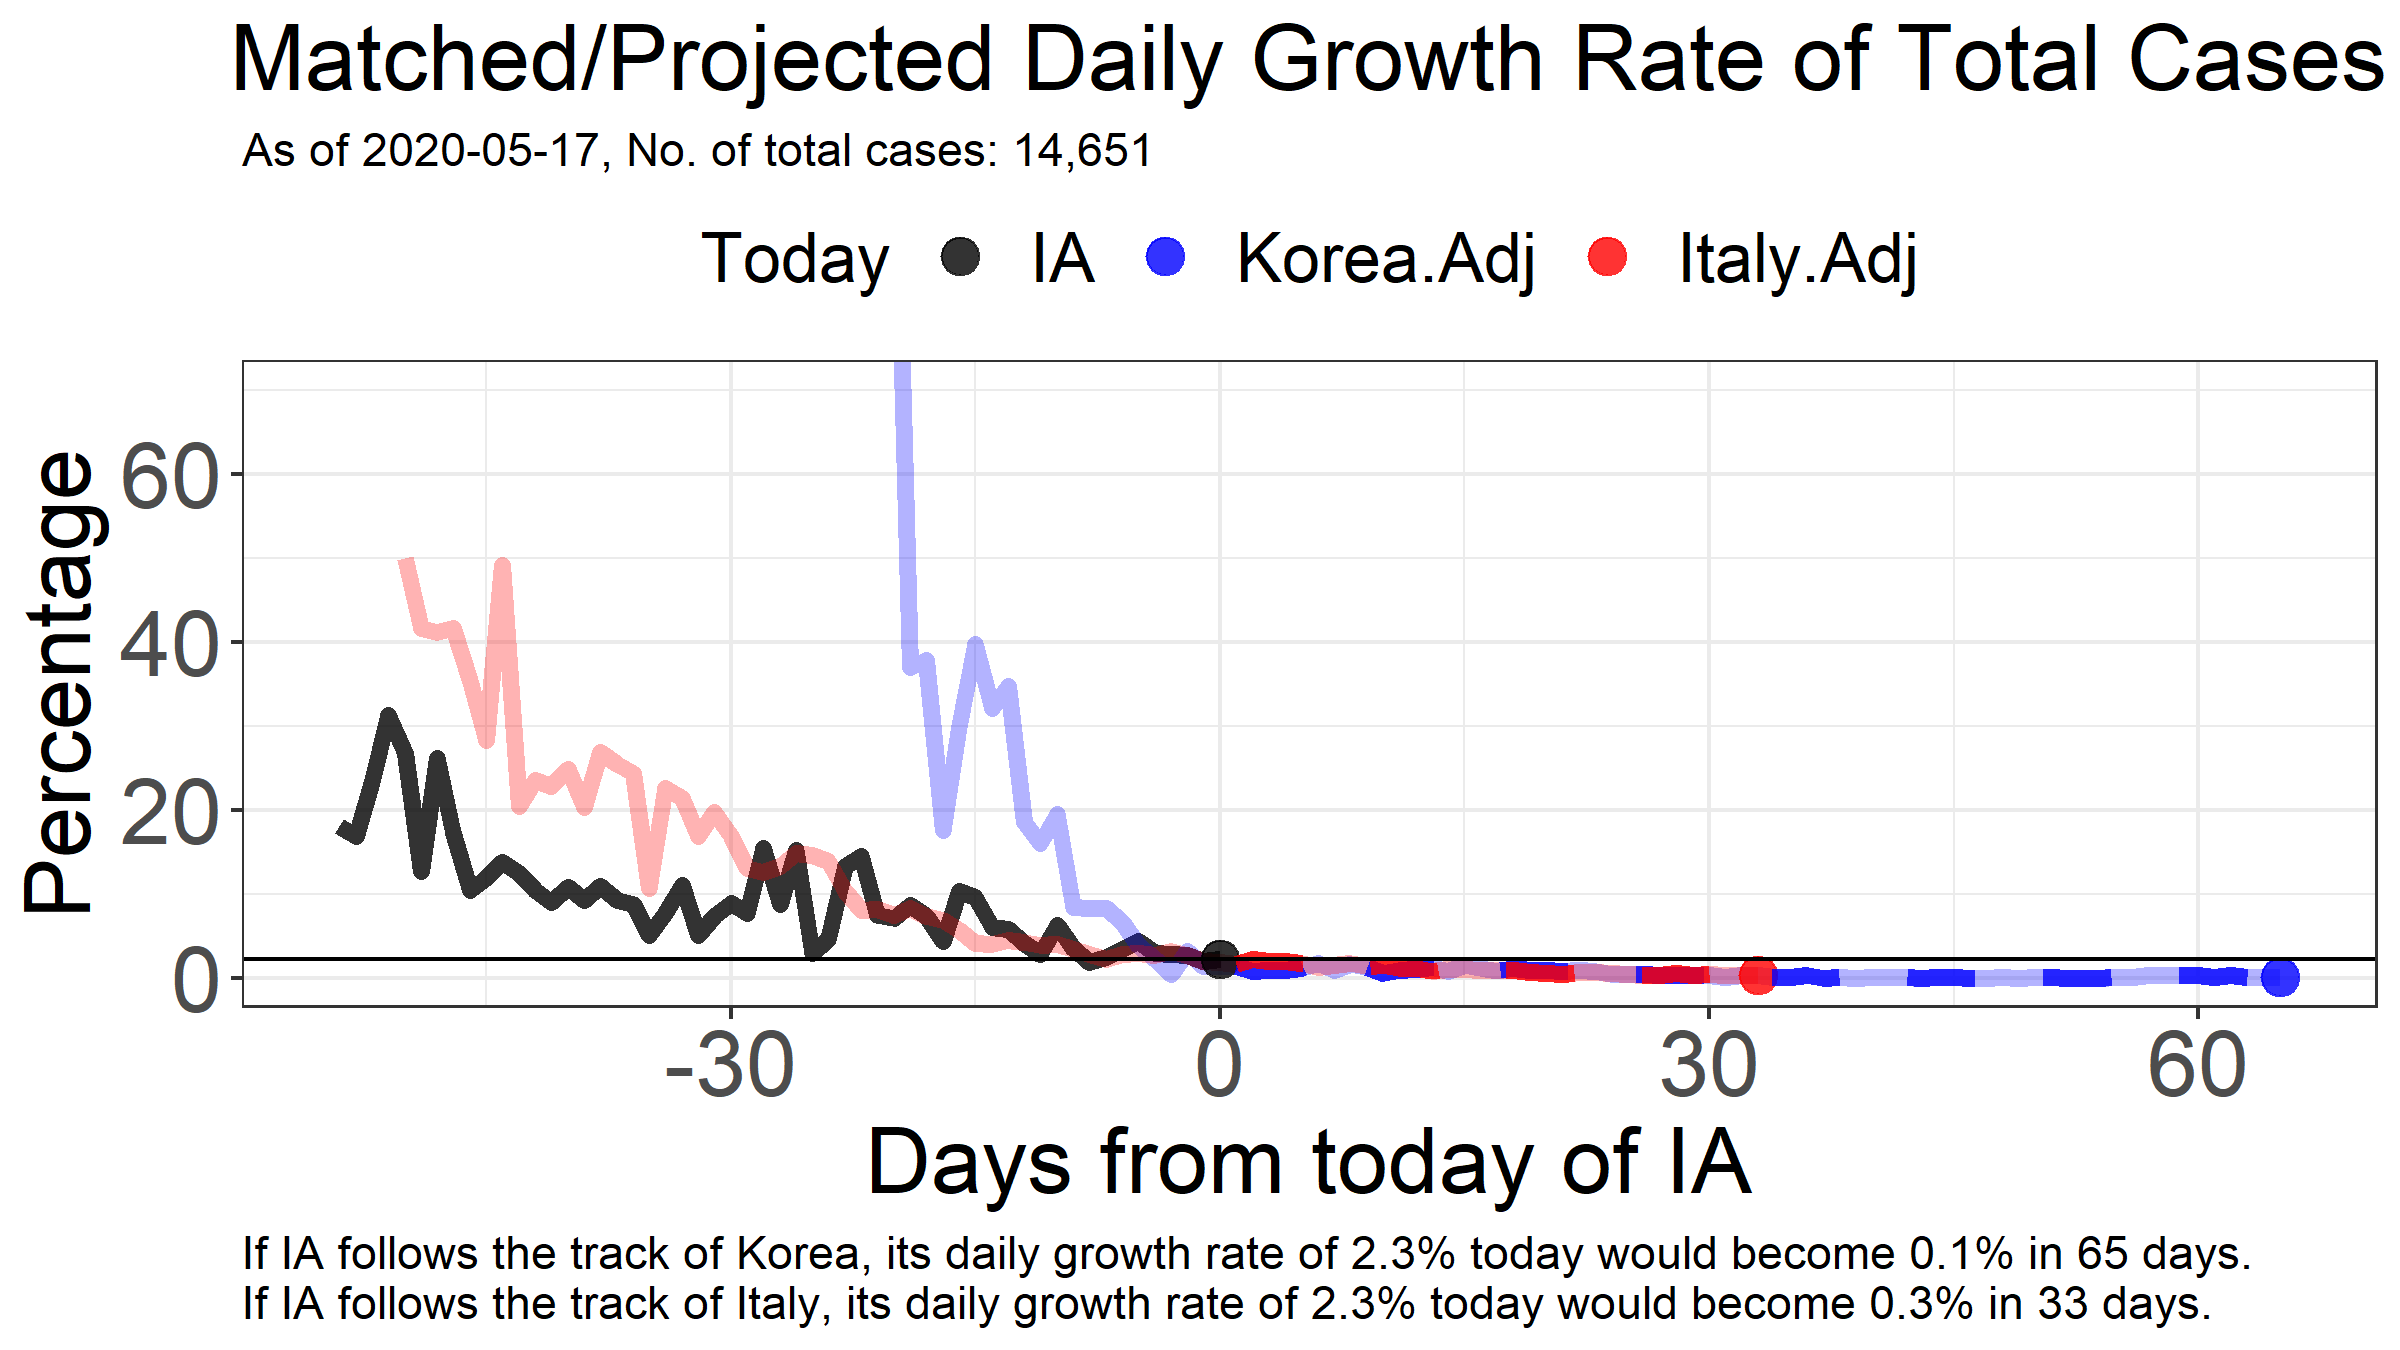 Matched/Projected Daily Growth Rate of Total Cases
As of 2020-05-17, No. of total cases: 14,651
Today IA Korea.Adj Italy.Adj
Percentage
60
40
20
0
-30 0 30 60
Days from today of IA
If IA follows the track of Korea, its daily growth rate of 2.3% today would become 0.1% in 65 days.
If IA follows the track of Italy, its daily growth rate of 2.3% today would become 0.3% in 33 days.